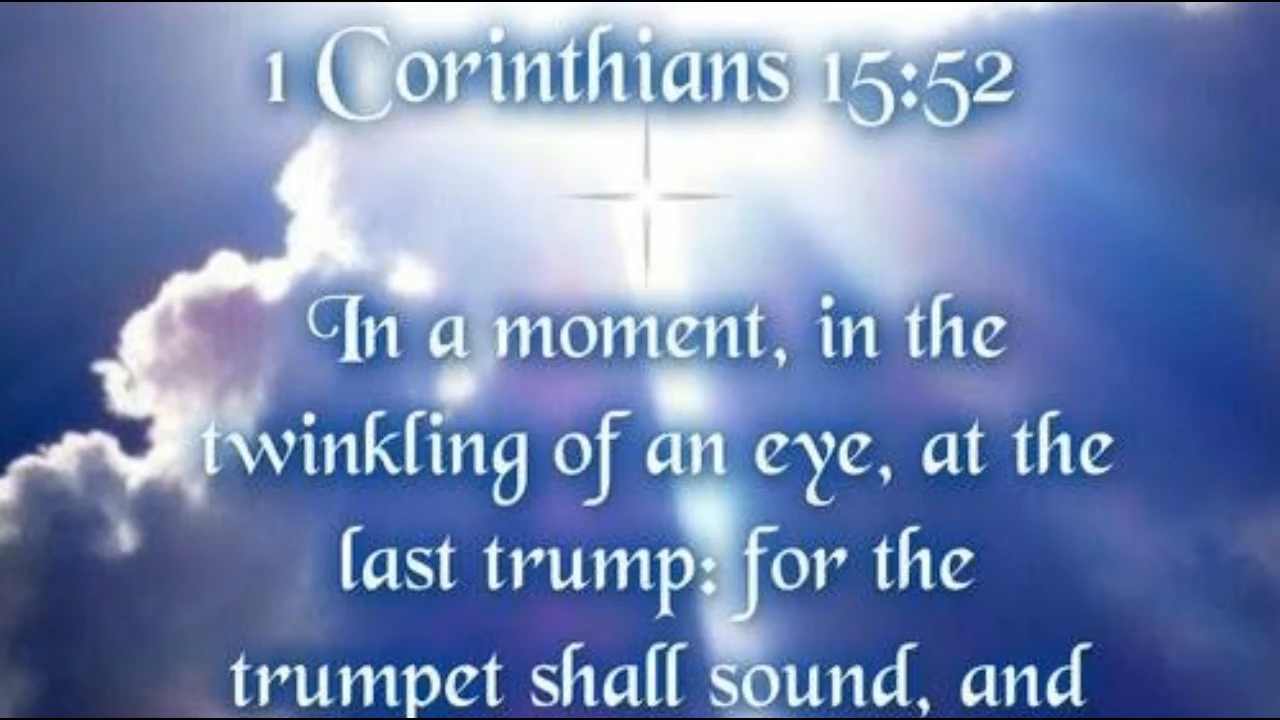 1 Corinthians 15:52
In a moment, in the
twinkling of an eye, at the
last trump: for the
trumpet shall sound, and